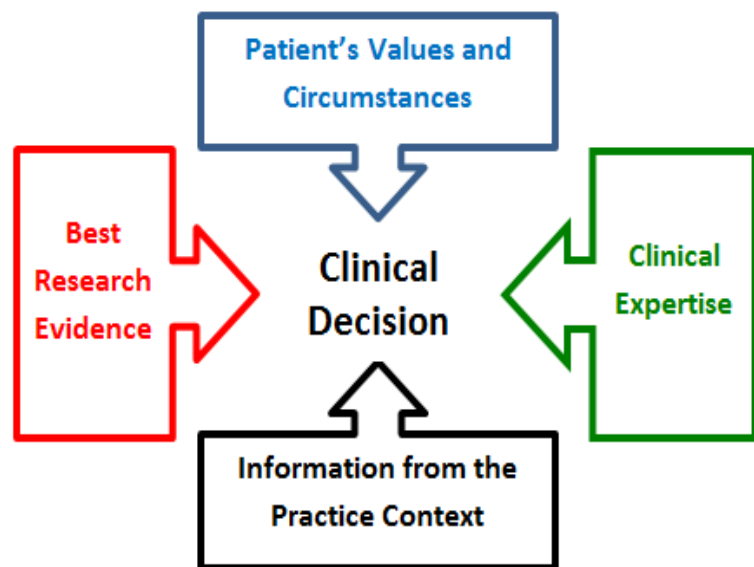 Patient’s Values and
Circumstances
Best
Research
Evidence
Clinical
Decision
Clinical
Expertise
Information from the
Practice Context